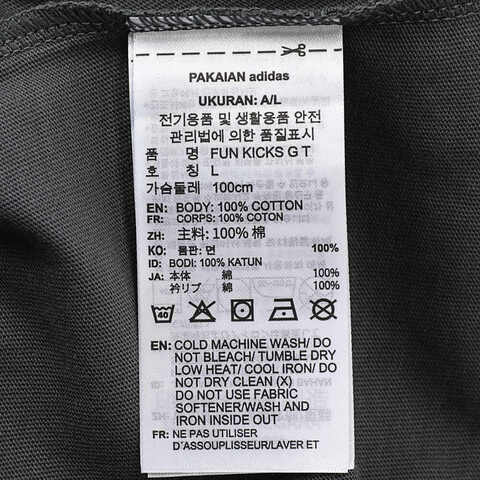 PAKAIAN adidas
UKURAN: A/L
전기용품 및 생활용품 안전
관리법에 의한 품질표시
품 명 FUN KICKS G T
호 칭 L
가슴둘레 100cm
EN: BODY: 100% COTTON
FR: CORPS: 100% COTON
ZH: 主料: 100% 棉
KO: 몸판: 면 100%
ID: BODI: 100% KATUN
JA: 本体 綿 100%
衿リブ 綿 100%
40
EN: COLD MACHINE WASH/ DO
NOT BLEACH/ TUMBLE DRY
LOW HEAT/ COOL IRON/ DO
NOT DRY CLEAN (X)
DO NOT USE FABRIC
SOFTENER/WASH AND
IRON INSIDE OUT
FR: NE PAS UTILISER
D´ASSOUPLISSEUR/LAVER ET